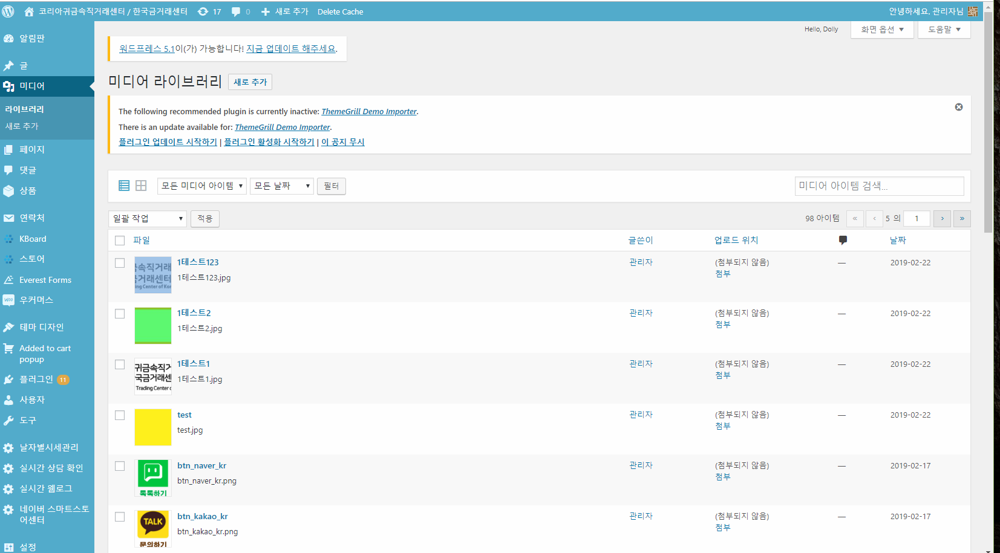 코리아귀금속직거래센터 / 한국금거래센터 17 0 새로 추가 Delete Cache 안녕하세요. 관리자님
Hello, Dolly 화면 옵션 도움말
알림판
글
미디어
라이브러리
새로 추가
페이지
댓글
상품
연락처
KBoard
스토어
Everest Forms
우커머스
테마 디자인
Added to cart
popup
플러그인 11
사용자
도구
날자별시세관리
실시간 상담 확인
실시간 웹로그
네이버 스마트스토
어센터
설정
워드프레스 5.1이(가) 가능합니다! 지금 업데이트 해주세요.
미디어 라이브러리 새로 추가
The following recommended plugin is currently inactive: ThemeGrill Demo Importer.
There is an update available for: ThemeGrill Demo Importer.
플러그인 업데이트 시작하기 | 플러그인 활성화 시작하기 | 이 공지 무시
모든 미디어 아이템 모든 날짜 필터 미디어 아이템 검색...
일괄 작업 적용 98 아이템 « ‹ 5 의 1 › »
파일 글쓴이 업로드 위치 날짜
1테스트123 관리자 (첨부되지 않음) — 2019-02-22
1테스트123.jpg 첨부
속직거래
금거래센터
ing Center of Kor
1테스트2 관리자 (첨부되지 않음) — 2019-02-22
1테스트2.jpg 첨부
1테스트1 관리자 (첨부되지 않음) — 2019-02-22
1테스트1.jpg 첨부
귀금속직거
국금거래센
Trading Center o
test 관리자 (첨부되지 않음) — 2019-02-22
test.jpg 첨부
btn_naver_kr 관리자 (첨부되지 않음) — 2019-02-17
btn_naver_kr.png 첨부
톡톡하기
btn_kakao_kr 관리자 (첨부되지 않음) — 2019-02-17
btn_kakao_kr.png 첨부
TALK
문의하기